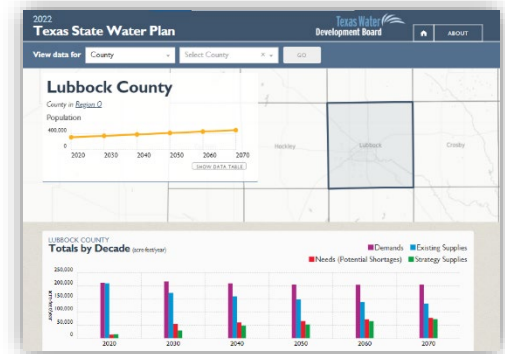 2022
Texas State Water Plan
Texas Water
Development Board
ABOUT
View data for
County
Select County
×
GO
Lubbock County
County in Region O
Population
400,000
0
2020 2030 2040 2050 2060 2070
SHOW DATA TABLE
Hockley
Lubbock
Crosby
LUBBOCK COUNTY
Totals by Decade (acre-feet/year)
Demands
Existing Supplies
Needs (Potential Shortages)
Strategy Supplies
250,000
200,000
150,000
100,000
50,000
0
2020 2030 2040 2050 2060 2070